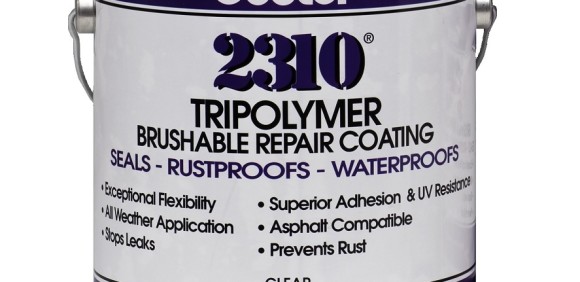 2310®
TRIPOLYMER
BRUSHABLE REPAIR COATING
SEALS - RUSTPROOFS - WATERPROOFS
• Exceptional Flexibility
• All Weather Application
• Stops Leaks
• Superior Adhesion & UV Resistance
• Asphalt Compatible
• Prevents Rust
CLEAR